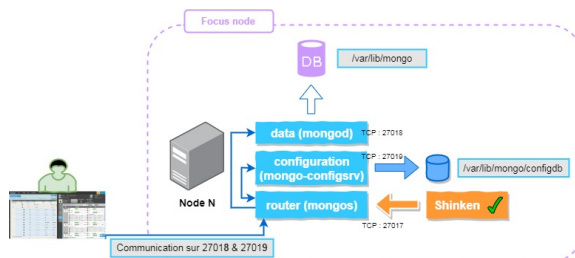 Focus node
DB
/var/lib/mongo
data (mongod)
TCP : 27018
configuration
(mongo-configsrv)
TCP : 27019
/var/lib/mongo/configdb
Node N
router (mongos)
Shinken
TCP : 27017
Communication sur 27018 & 27019